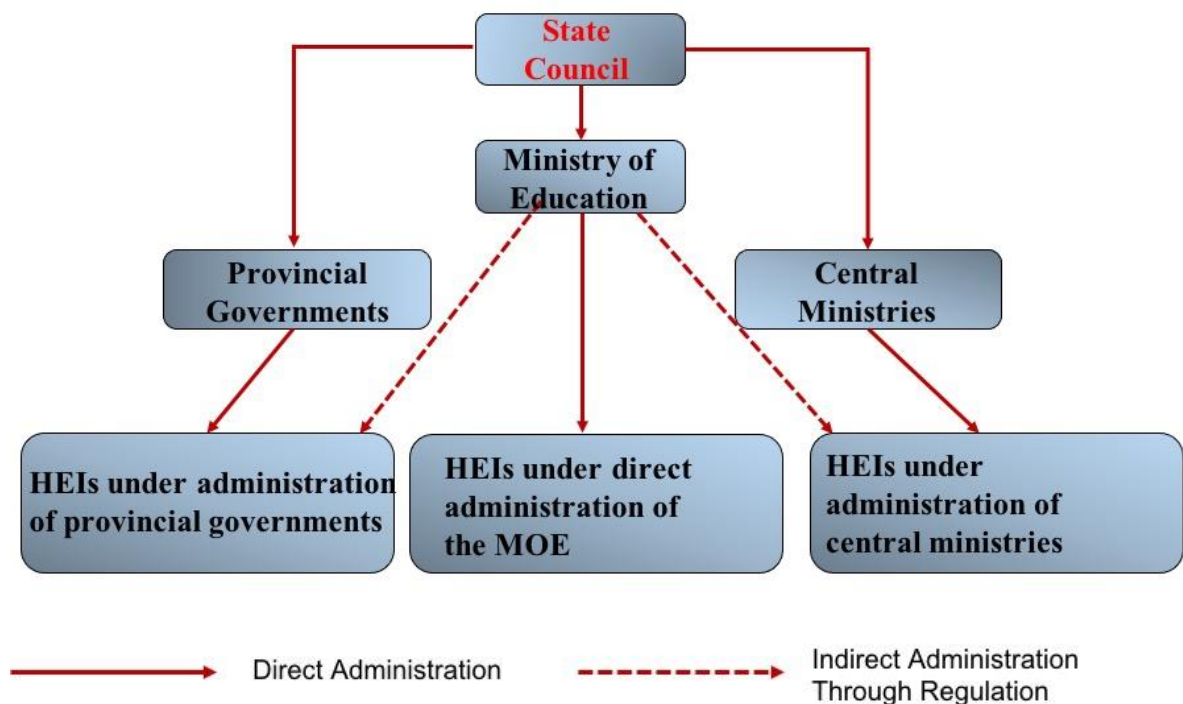 State
Council
Ministry of
Education
Provincial
Governments
Central
Ministries
HEIs under administration
of provincial governments
HEIs under direct
administration of
the MOE
HEIs under
administration of
central ministries
Direct Administration
Indirect Administration
Through Regulation